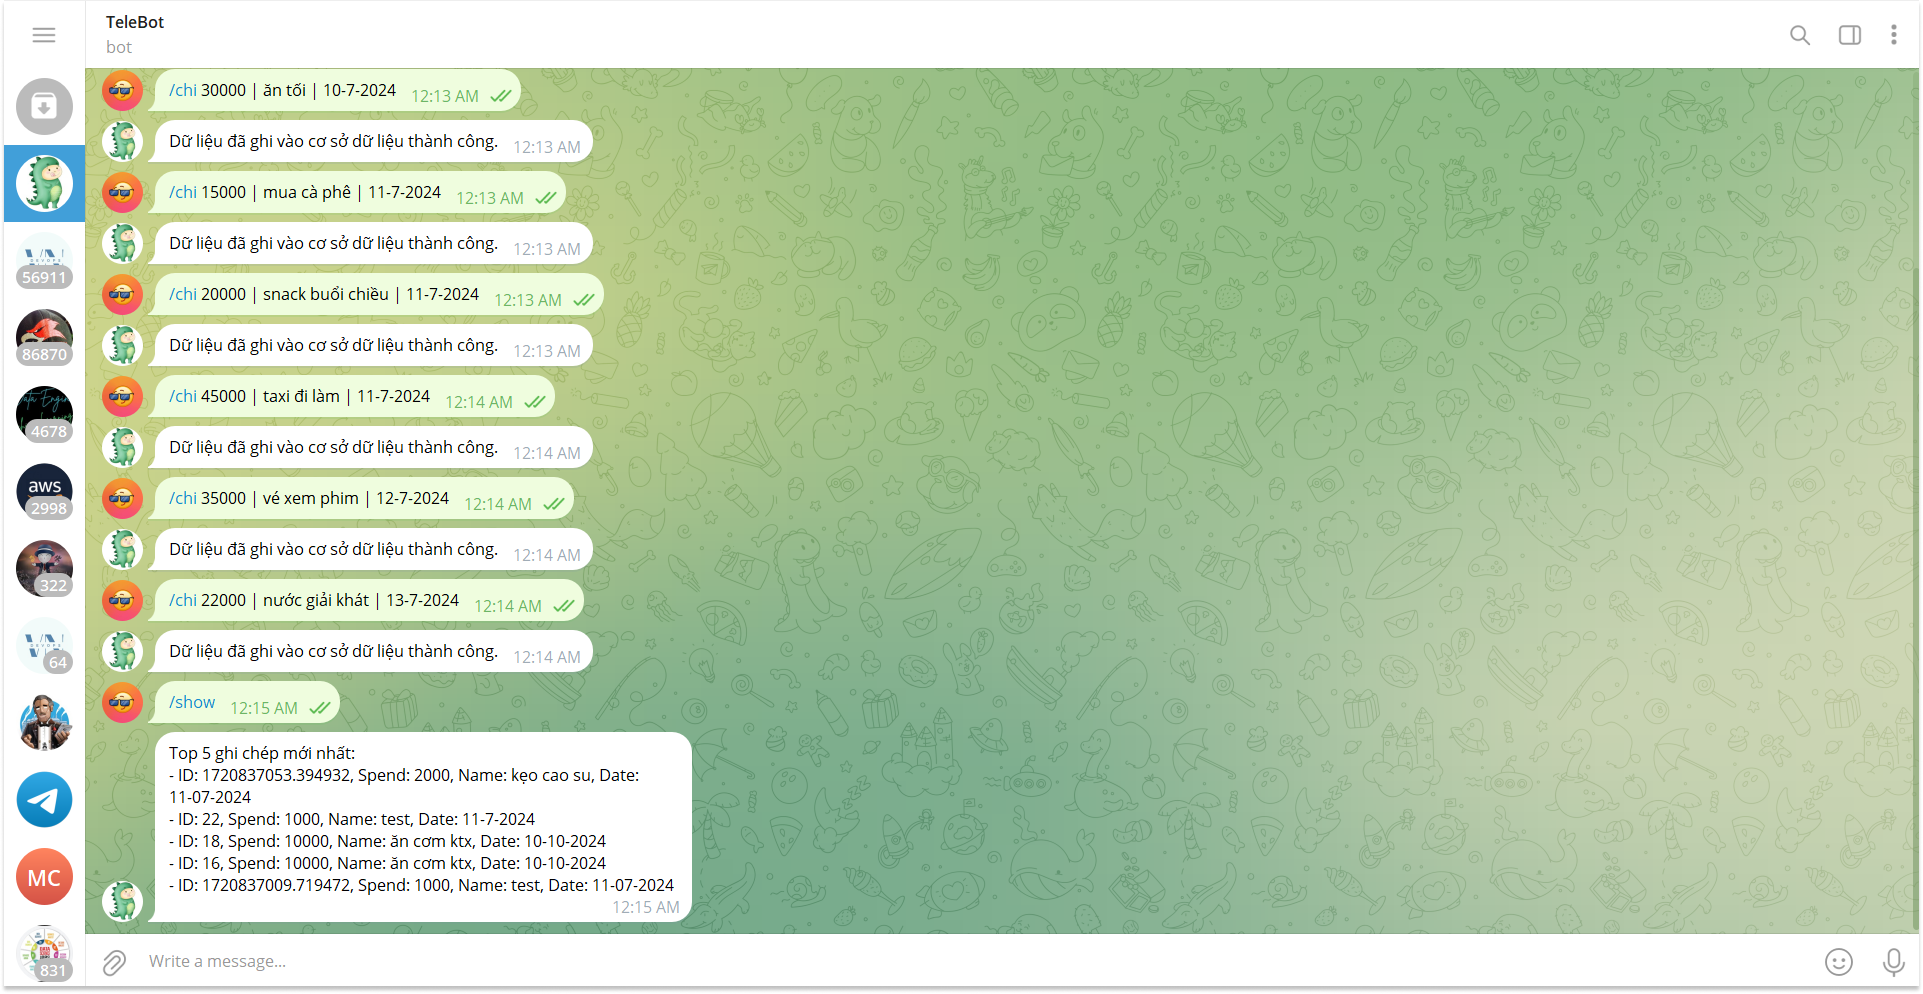 TeleBot
bot
/chi 30000 | ăn tối | 10-7-2024 12:13 AM
Dữ liệu đã ghi vào cơ sở dữ liệu thành công. 12:13 AM
/chi 15000 | mua cà phê | 11-7-2024 12:13 AM
Dữ liệu đã ghi vào cơ sở dữ liệu thành công. 12:13 AM
/chi 20000 | snack buổi chiều | 11-7-2024 12:13 AM
Dữ liệu đã ghi vào cơ sở dữ liệu thành công. 12:13 AM
/chi 45000 | taxi đi làm | 11-7-2024 12:14 AM
Dữ liệu đã ghi vào cơ sở dữ liệu thành công. 12:14 AM
/chi 35000 | vé xem phim | 12-7-2024 12:14 AM
Dữ liệu đã ghi vào cơ sở dữ liệu thành công. 12:14 AM
/chi 22000 | nước giải khát | 13-7-2024 12:14 AM
Dữ liệu đã ghi vào cơ sở dữ liệu thành công. 12:14 AM
/show 12:15 AM
Top 5 ghi chép mới nhất:
- ID: 1720837053.394932, Spend: 2000, Name: kẹo cao su, Date:
11-07-2024
- ID: 22, Spend: 1000, Name: test, Date: 11-7-2024
- ID: 18, Spend: 10000, Name: ăn cơm ktx, Date: 10-10-2024
- ID: 16, Spend: 10000, Name: ăn cơm ktx, Date: 10-10-2024
- ID: 1720837009.719472, Spend: 1000, Name: test, Date: 11-07-2024
12:15 AM
Write a message...
56911
86870
4678
aws
2998
322
64
MC
831